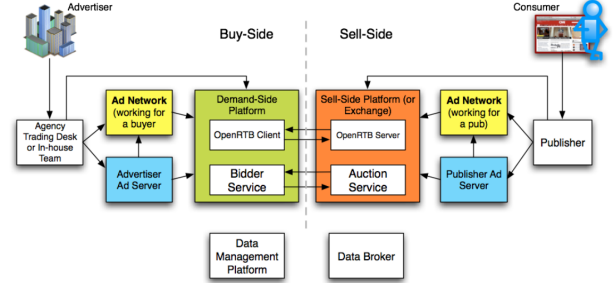 Advertiser
Consumer
Buy-Side
Sell-Side
Agency
Trading Desk
or In-house
Team
Ad Network
(working for
a buyer)
Advertiser
Ad Server
Demand-Side
Platform
OpenRTB Client
Bidder
Service
Sell-Side Platform (or
Exchange)
OpenRTB Server
Auction
Service
Ad Network
(working for
a pub)
Publisher Ad
Server
Publisher
Data
Management
Platform
Data Broker